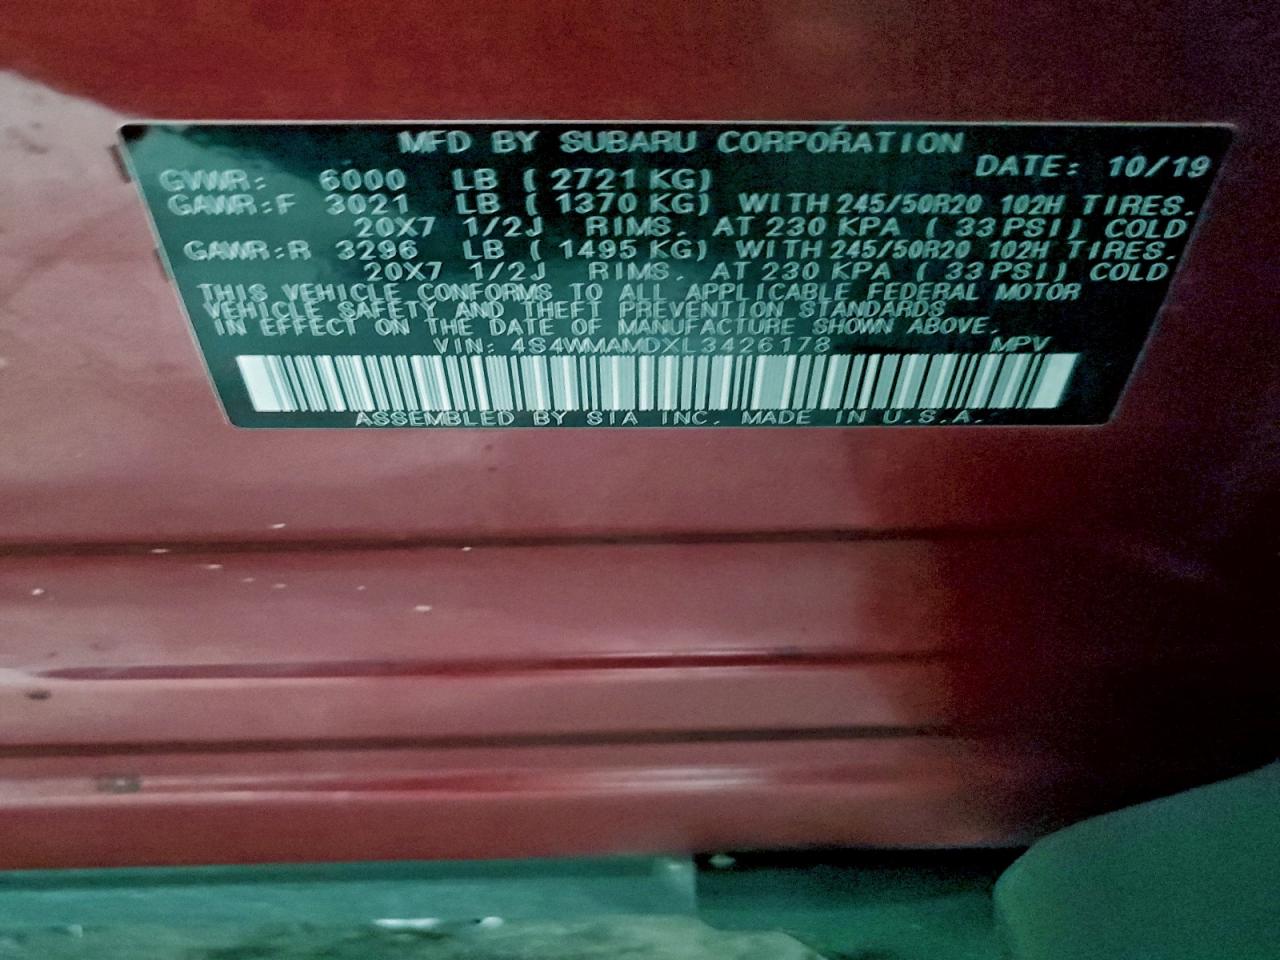 MFD BY SUBARU CORPORATION
DATE: 10/19
GVWR: 6000 LB ( 2721 KG)
GAWR:F 3021 LB ( 1370 KG) WITH 245/50R20 102H TIRES.
20X7 1/2J RIMS. AT 230 KPA ( 33 PSI) COLD
GAWR:R 3296 LB ( 1495 KG) WITH 245/50R20 102H TIRES.
20X7 1/2J RIMS. AT 230 KPA ( 33 PSI) COLD
THIS VEHICLE CONFORMS TO ALL APPLICABLE FEDERAL MOTOR
VEHICLE SAFETY AND THEFT PREVENTION STANDARDS
IN EFFECT ON THE DATE OF MANUFACTURE SHOWN ABOVE.
VIN: 4S4WMAMDXL3426178 MPV
ASSEMBLED BY SIA INC. MADE IN U.S.A.